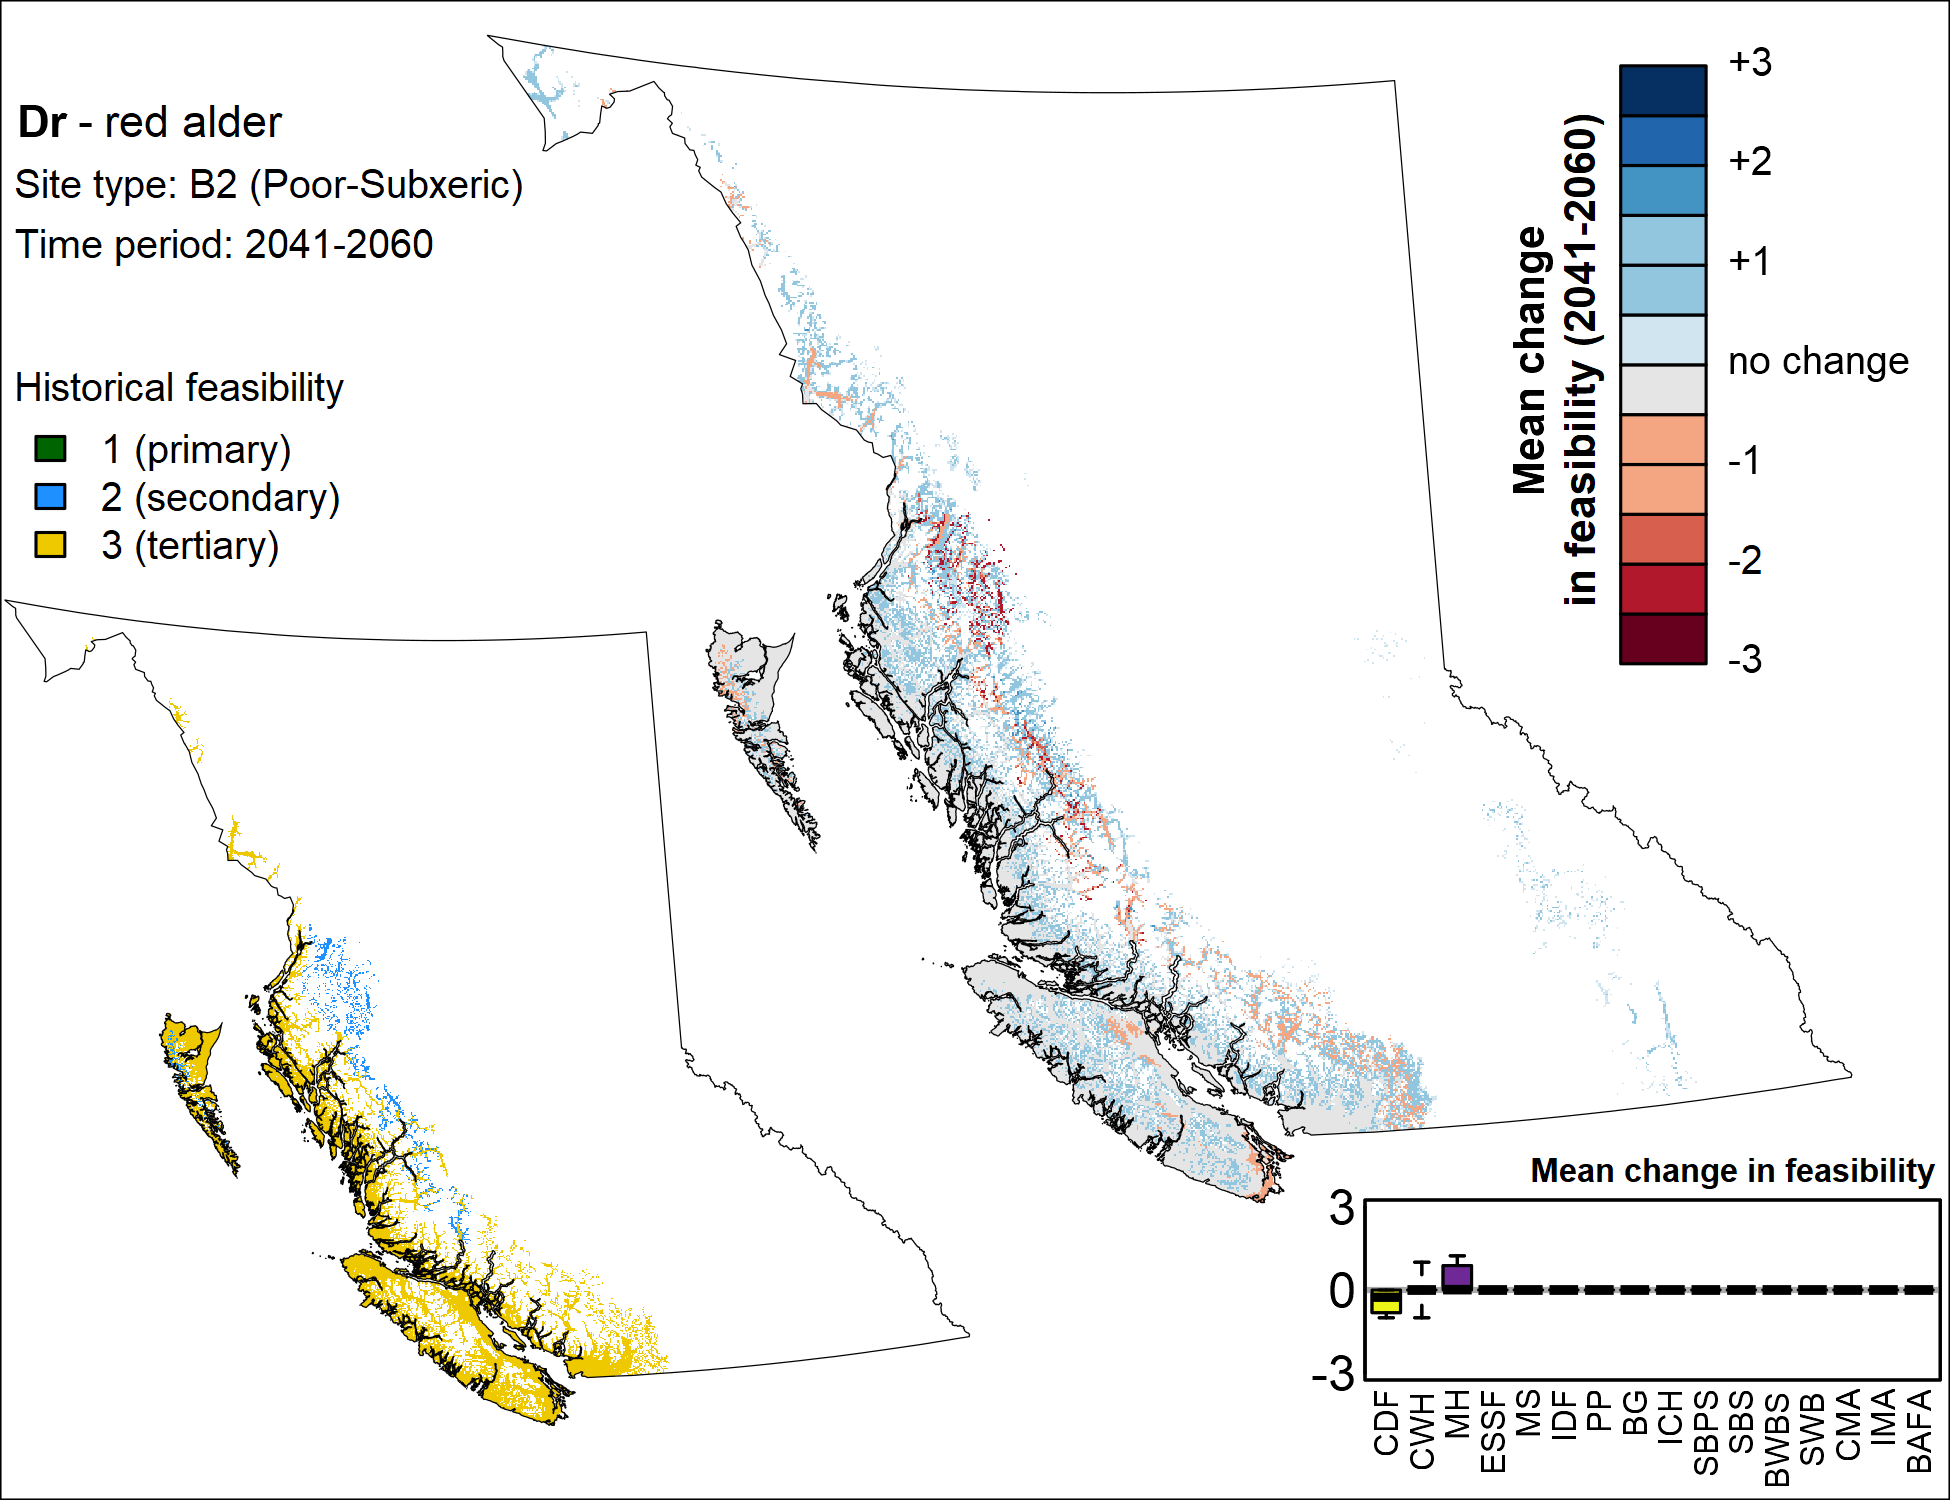 Dr - red alder
Site type: B2 (Poor-Subxeric)
Time period: 2041-2060
Historical feasibility
1 (primary)
2 (secondary)
3 (tertiary)
Mean change
in feasibility (2041-2060)
+3
+2
+1
no change
-1
-2
-3
Mean change in feasibility
3
0
-3
CDF
CWH
MH
ESSF
MS
IDF
PP
BG
ICH
SBPS
SBS
BWBS
SWB
CMA
IMA
BAFA